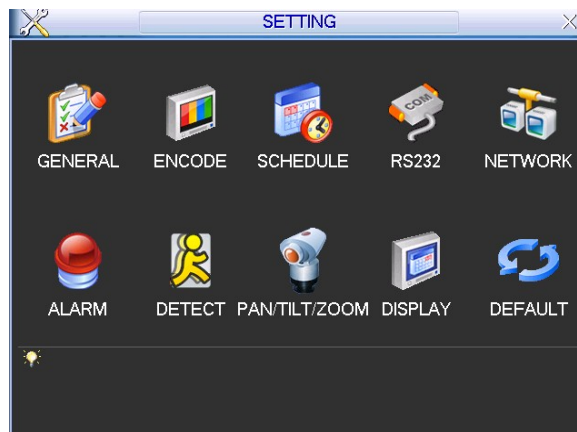 SETTING
GENERAL ENCODE SCHEDULE RS232 NETWORK
COM
ALARM DETECT PAN/TILT/ZOOM DISPLAY DEFAULT